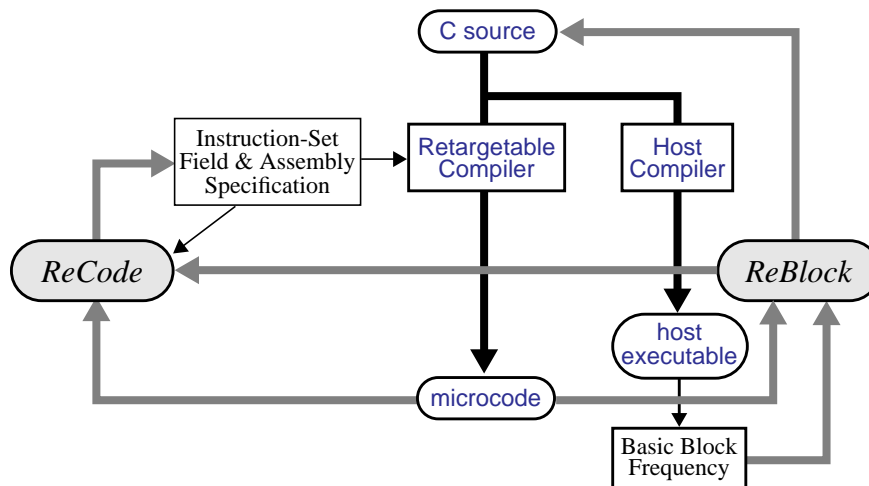 C source
Instruction-Set
Field & Assembly
Specification
Retargetable
Compiler
Host
Compiler
ReCode
ReBlock
host
executable
microcode
Basic Block
Frequency